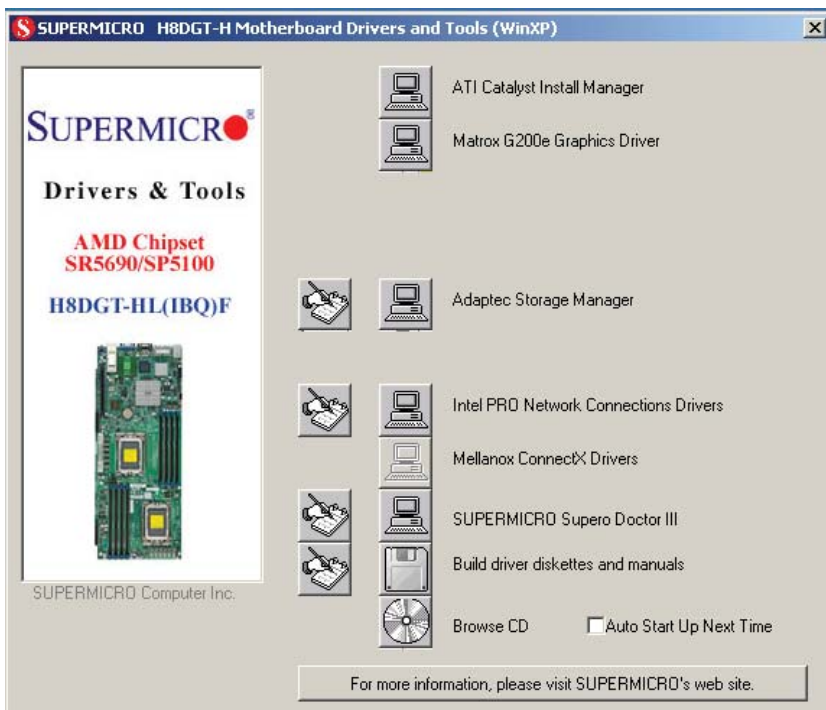 SUPERMICRO H8DGT-H Motherboard Drivers and Tools (WinXP)
SUPERMICRO®
Drivers & Tools
AMD Chipset
SR5690/SP5100
H8DGT-HL(IBQ)F
SUPERMICRO Computer Inc.
ATI Catalyst Install Manager
Matrox G200e Graphics Driver
Adaptec Storage Manager
Intel PRO Network Connections Drivers
Mellanox ConnectX Drivers
SUPERMICRO Supero Doctor III
Build driver diskettes and manuals
Browse CD
Auto Start Up Next Time
For more information, please visit SUPERMICRO's web site.